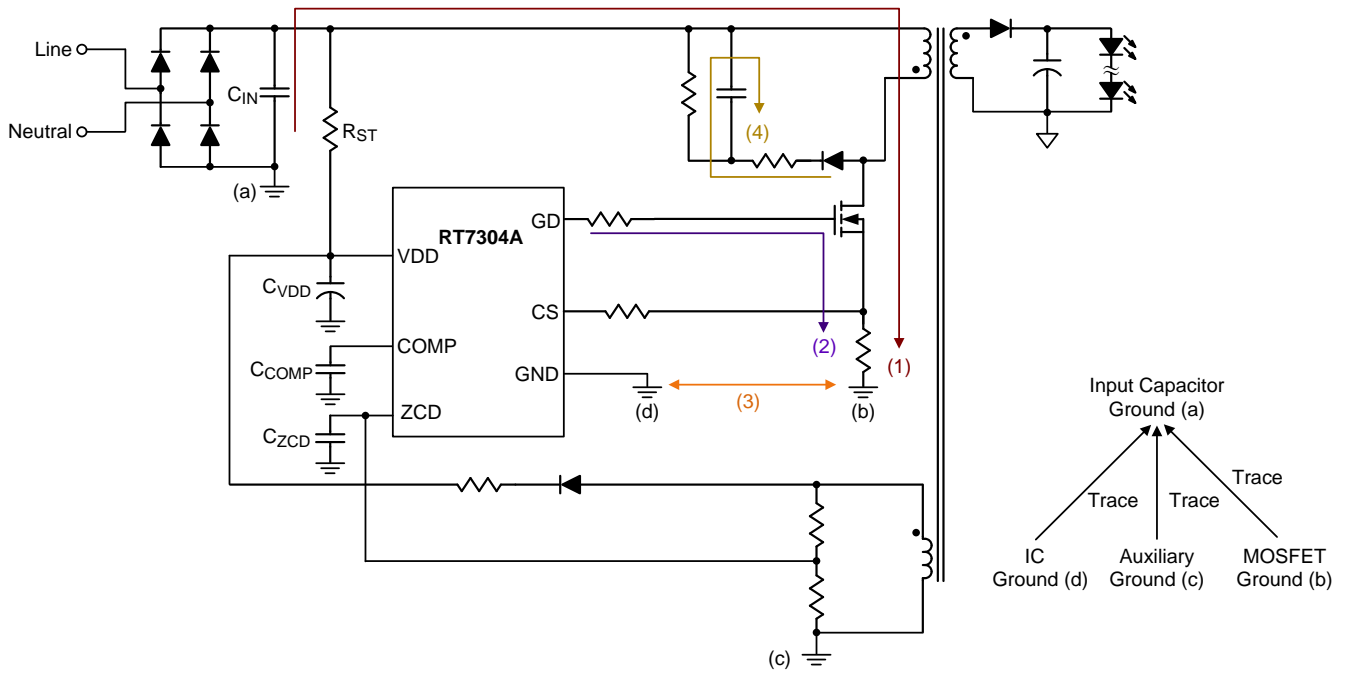 Line
Neutral
CIN
(a)
RST
(4)
RT7304A
GD
VDD
CVDD
CS
COMP
CCOMP
GND
ZCD
CZCD
(2)
(1)
(3)
(d)
(b)
(c)
Input Capacitor
Ground (a)
Trace
Trace
Trace
IC
Ground (d)
Auxiliary
Ground (c)
MOSFET
Ground (b)